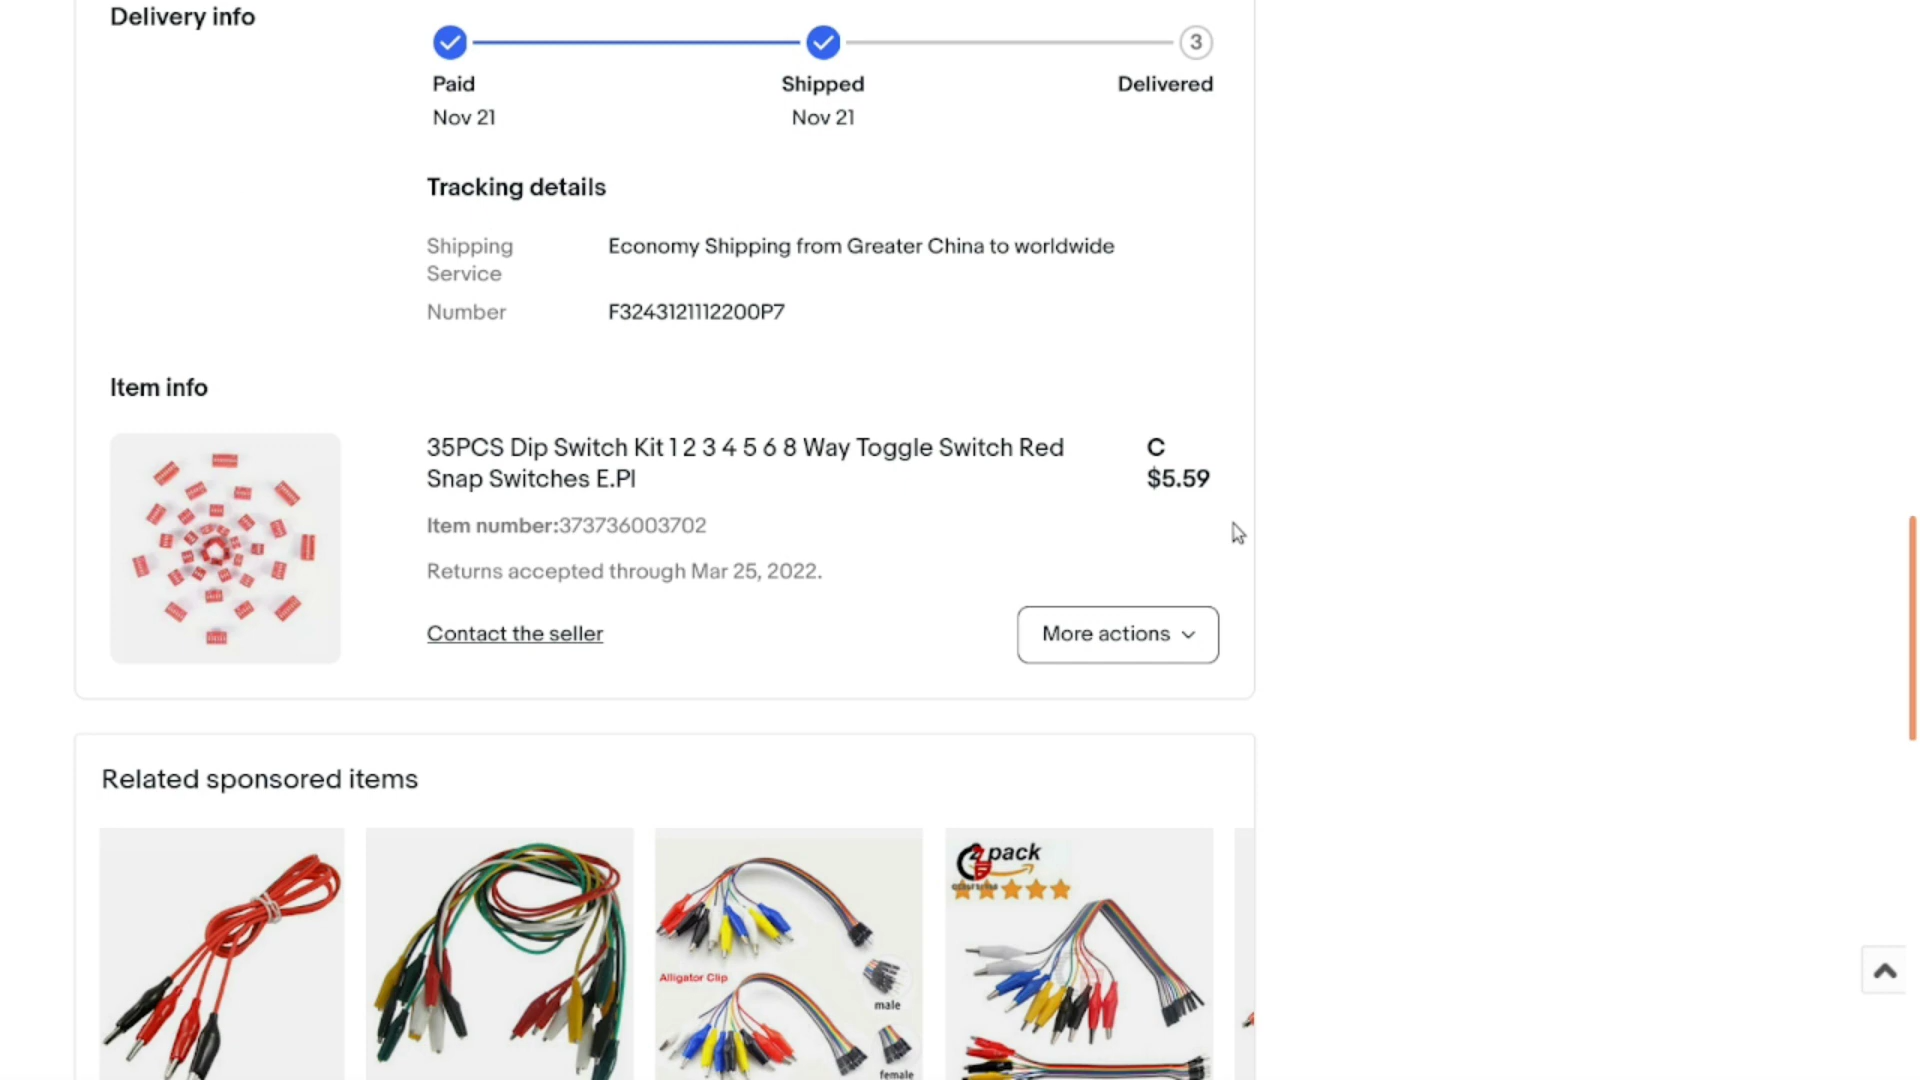 Delivery info
3
Paid
Shipped
Delivered
Nov 21
Nov 21
Tracking details
Shipping
Service
Economy Shipping from Greater China to worldwide
Number
F3243121112200P7
Item info
35PCS Dip Switch Kit 1 2 3 4 5 6 8 Way Toggle Switch Red
Snap Switches E.PI
C
$5.59
Item number:373736003702
Returns accepted through Mar 25, 2022.
Contact the seller
More actions
Related sponsored items
2 pack
Alligator Clip
male
female